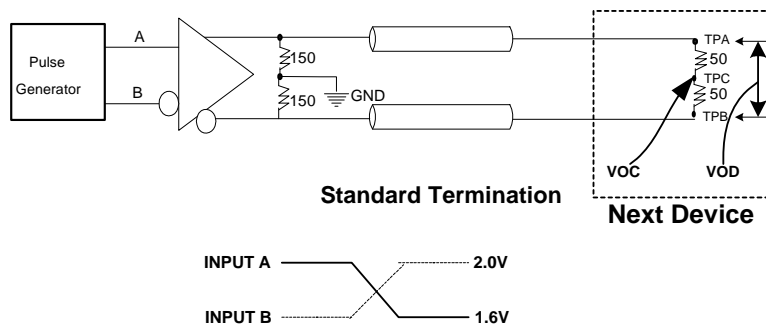 A
Pulse
Generator
B
150
150
GND
TPA
50
TPC
50
TPB
VOC
VOD
Standard Termination
Next Device
INPUT A
2.0V
INPUT B
1.6V